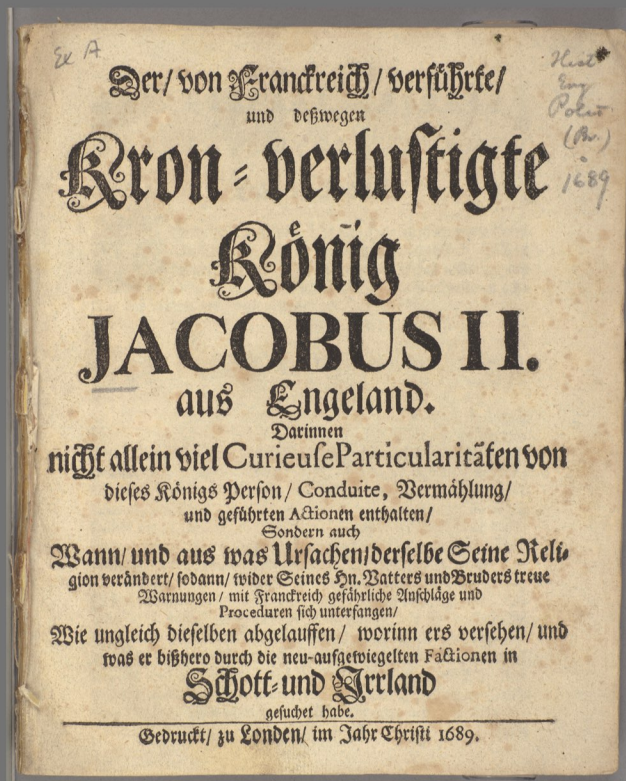 Ex A
Hist
Eng
Polit
(Br.)
1689
Der/ von Franckreich/ verführte/
und deßwegen
Kron-verlustigte
König
JACOBUS II.
aus Engeland.
Darinnen
nicht allein viel Curieuse Particularitäten von
dieses Königs Person/ Conduite, Vermählung/
und geführten Actionen enthalten/
Sondern auch
Wann/ und aus was Ursachen/ derselbe Seine Reli-
gion verändert/ sodann/ wider Seines Hn. Vatters und Bruders treue
Warnungen/ mit Franckreich gefährliche Anschläge und
Proceduren sich unterfangen/
Wie ungleich dieselben abgelauffen/ worinn ers versehen/ und
was er bißhero durch die neu-aufgewiegelten Factionen in
Schott- und Irrland
gesuchet habe.
Gedruckt/ zu Londen/ im Jahr Christi 1689.